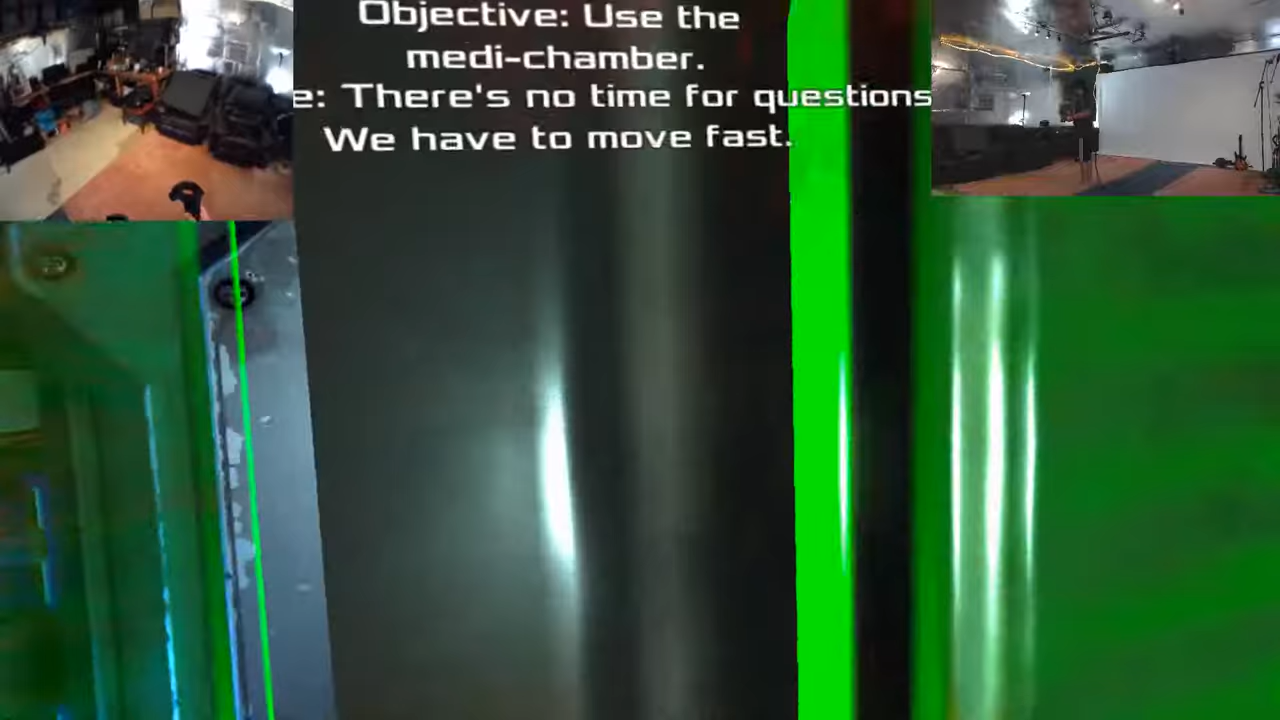 Objective: Use the
medi-chamber.
e: There's no time for questions
We have to move fast.